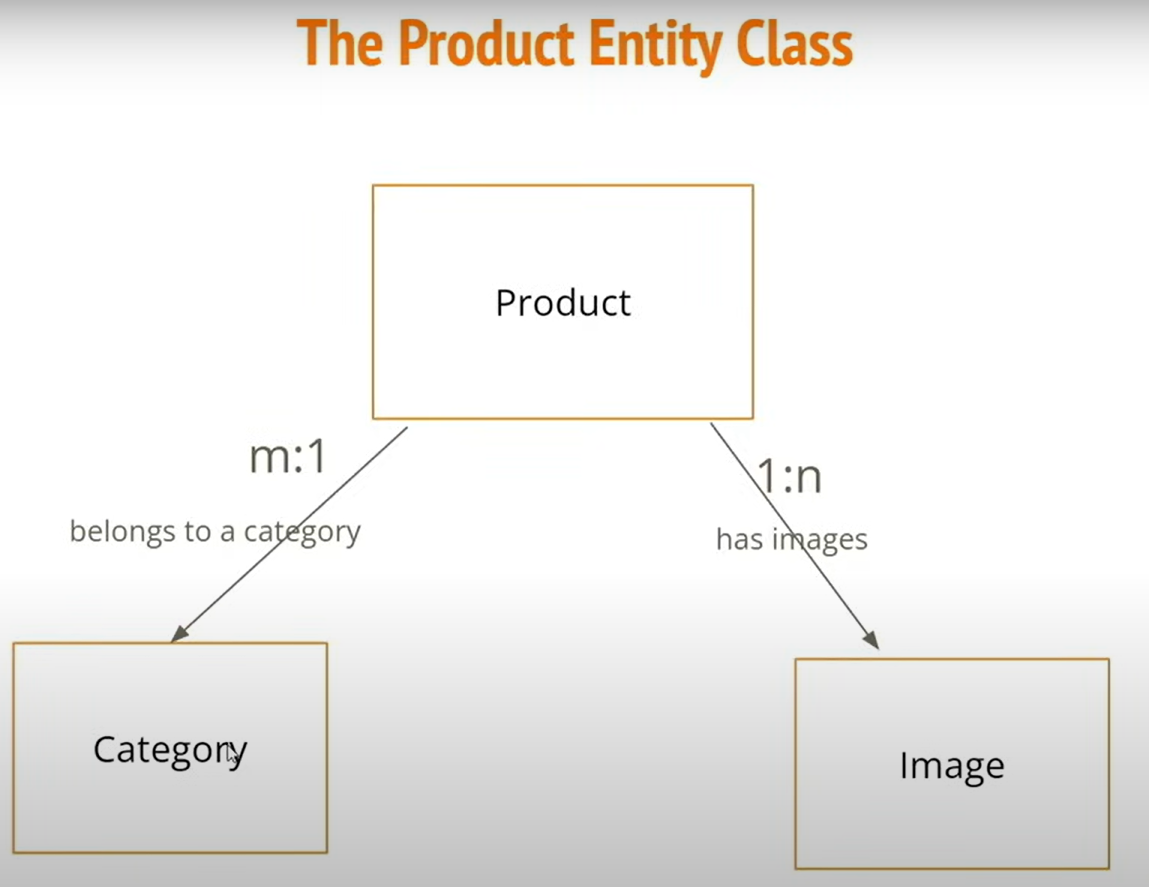 The Product Entity Class
Product
m:1
1:n
belongs to a category
has images
Category
Image